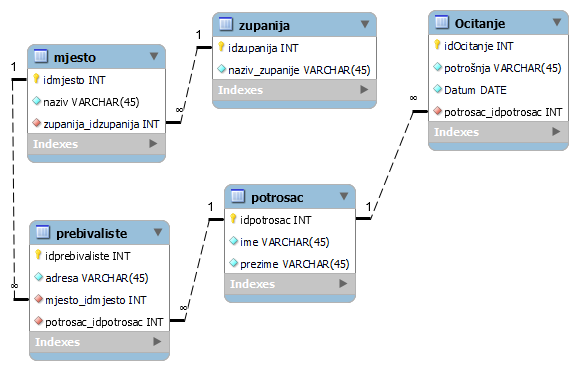 mjesto
idmjesto INT
naziv VARCHAR(45)
zupanija_idzupanija INT
Indexes
zupanija
idzupanija INT
naziv_zupanije VARCHAR(45)
Indexes
Ocitanje
idOcitanje INT
potrošnja VARCHAR(45)
Datum DATE
potrosac_idpotrosac INT
Indexes
prebivaliste
idprebivaliste INT
adresa VARCHAR(45)
mjesto_idmjesto INT
potrosac_idpotrosac INT
Indexes
potrosac
idpotrosac INT
ime VARCHAR(45)
prezime VARCHAR(45)
Indexes
1
∞
1
∞
1
∞
1
∞